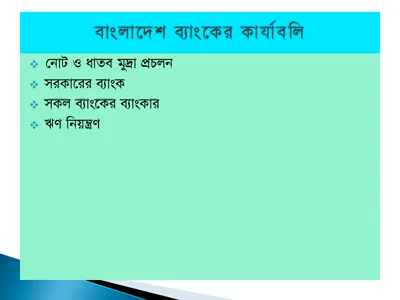 বাংলাদেশ ব্যাংকের কার্যাবলি
নোট ও ধাতব মুদ্রা প্রচলন
সরকারের ব্যাংক
সকল ব্যাংকের ব্যাংকার
ঋণ নিয়ন্ত্রণ